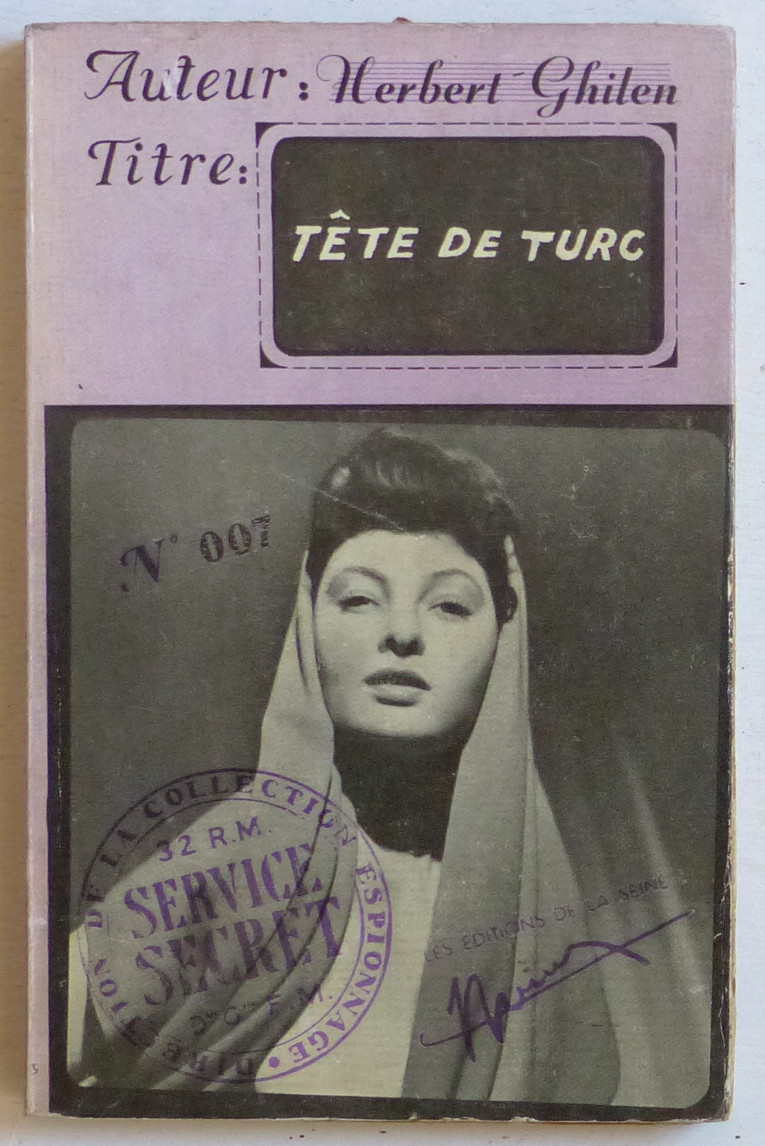 Auteur: Herbert Ghilen
Titre:
TÊTE DE TURC
N° 007
DIRECTION DE LA COLLECTION ESPIONNAGE
32 R.M.
SERVICE
SECRET
F.M.
LES EDITIONS DE LA SEINE